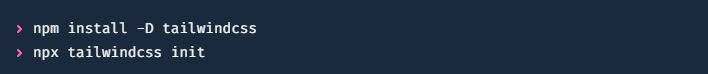 > npm install -D tailwindcss
> npx tailwindcss init